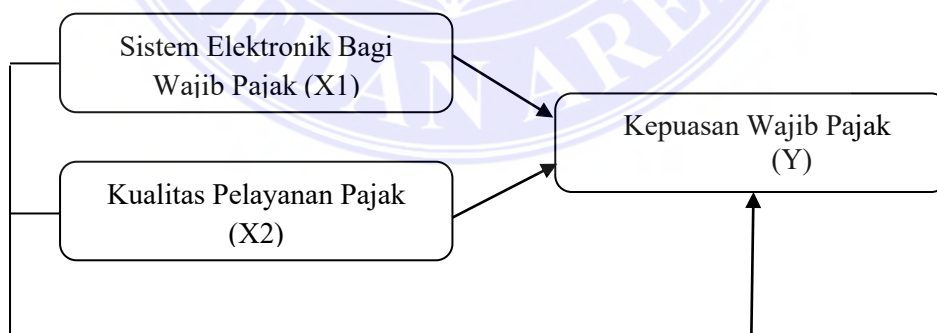 Sistem Elektronik Bagi
Wajib Pajak (X1)
Kepuasan Wajib Pajak
(Y)
Kualitas Pelayanan Pajak
(X2)